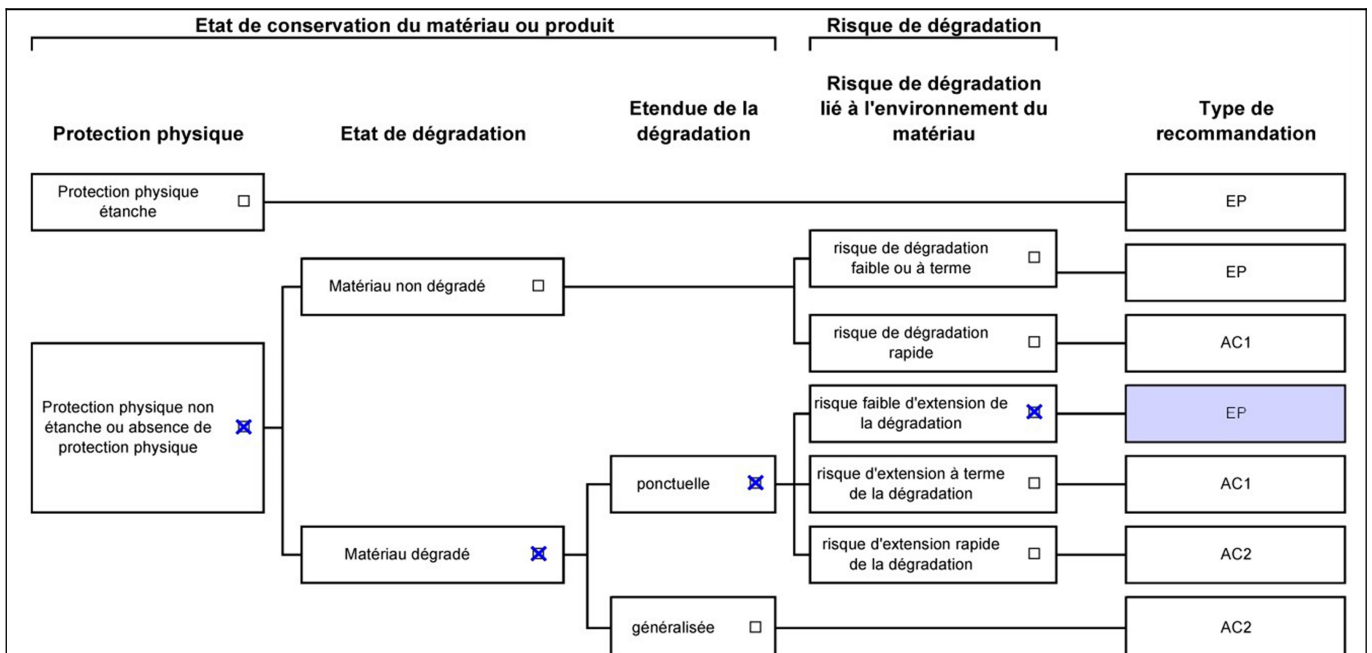 Etat de conservation du matériau ou produit
Risque de dégradation
Protection physique
Etat de dégradation
Etendue de la
dégradation
Risque de dégradation
lié à l'environnement du
matériau
Type de
recommandation
Protection physique
étanche
EP
risque de dégradation
faible ou à terme
EP
Matériau non dégradé
risque de dégradation
rapide
AC1
Protection physique non
étanche ou absence de
protection physique
risque faible d'extension de
la dégradation
EP
ponctuelle
risque d'extension à terme
de la dégradation
AC1
Matériau dégradé
risque d'extension rapide
de la dégradation
AC2
généralisée
AC2